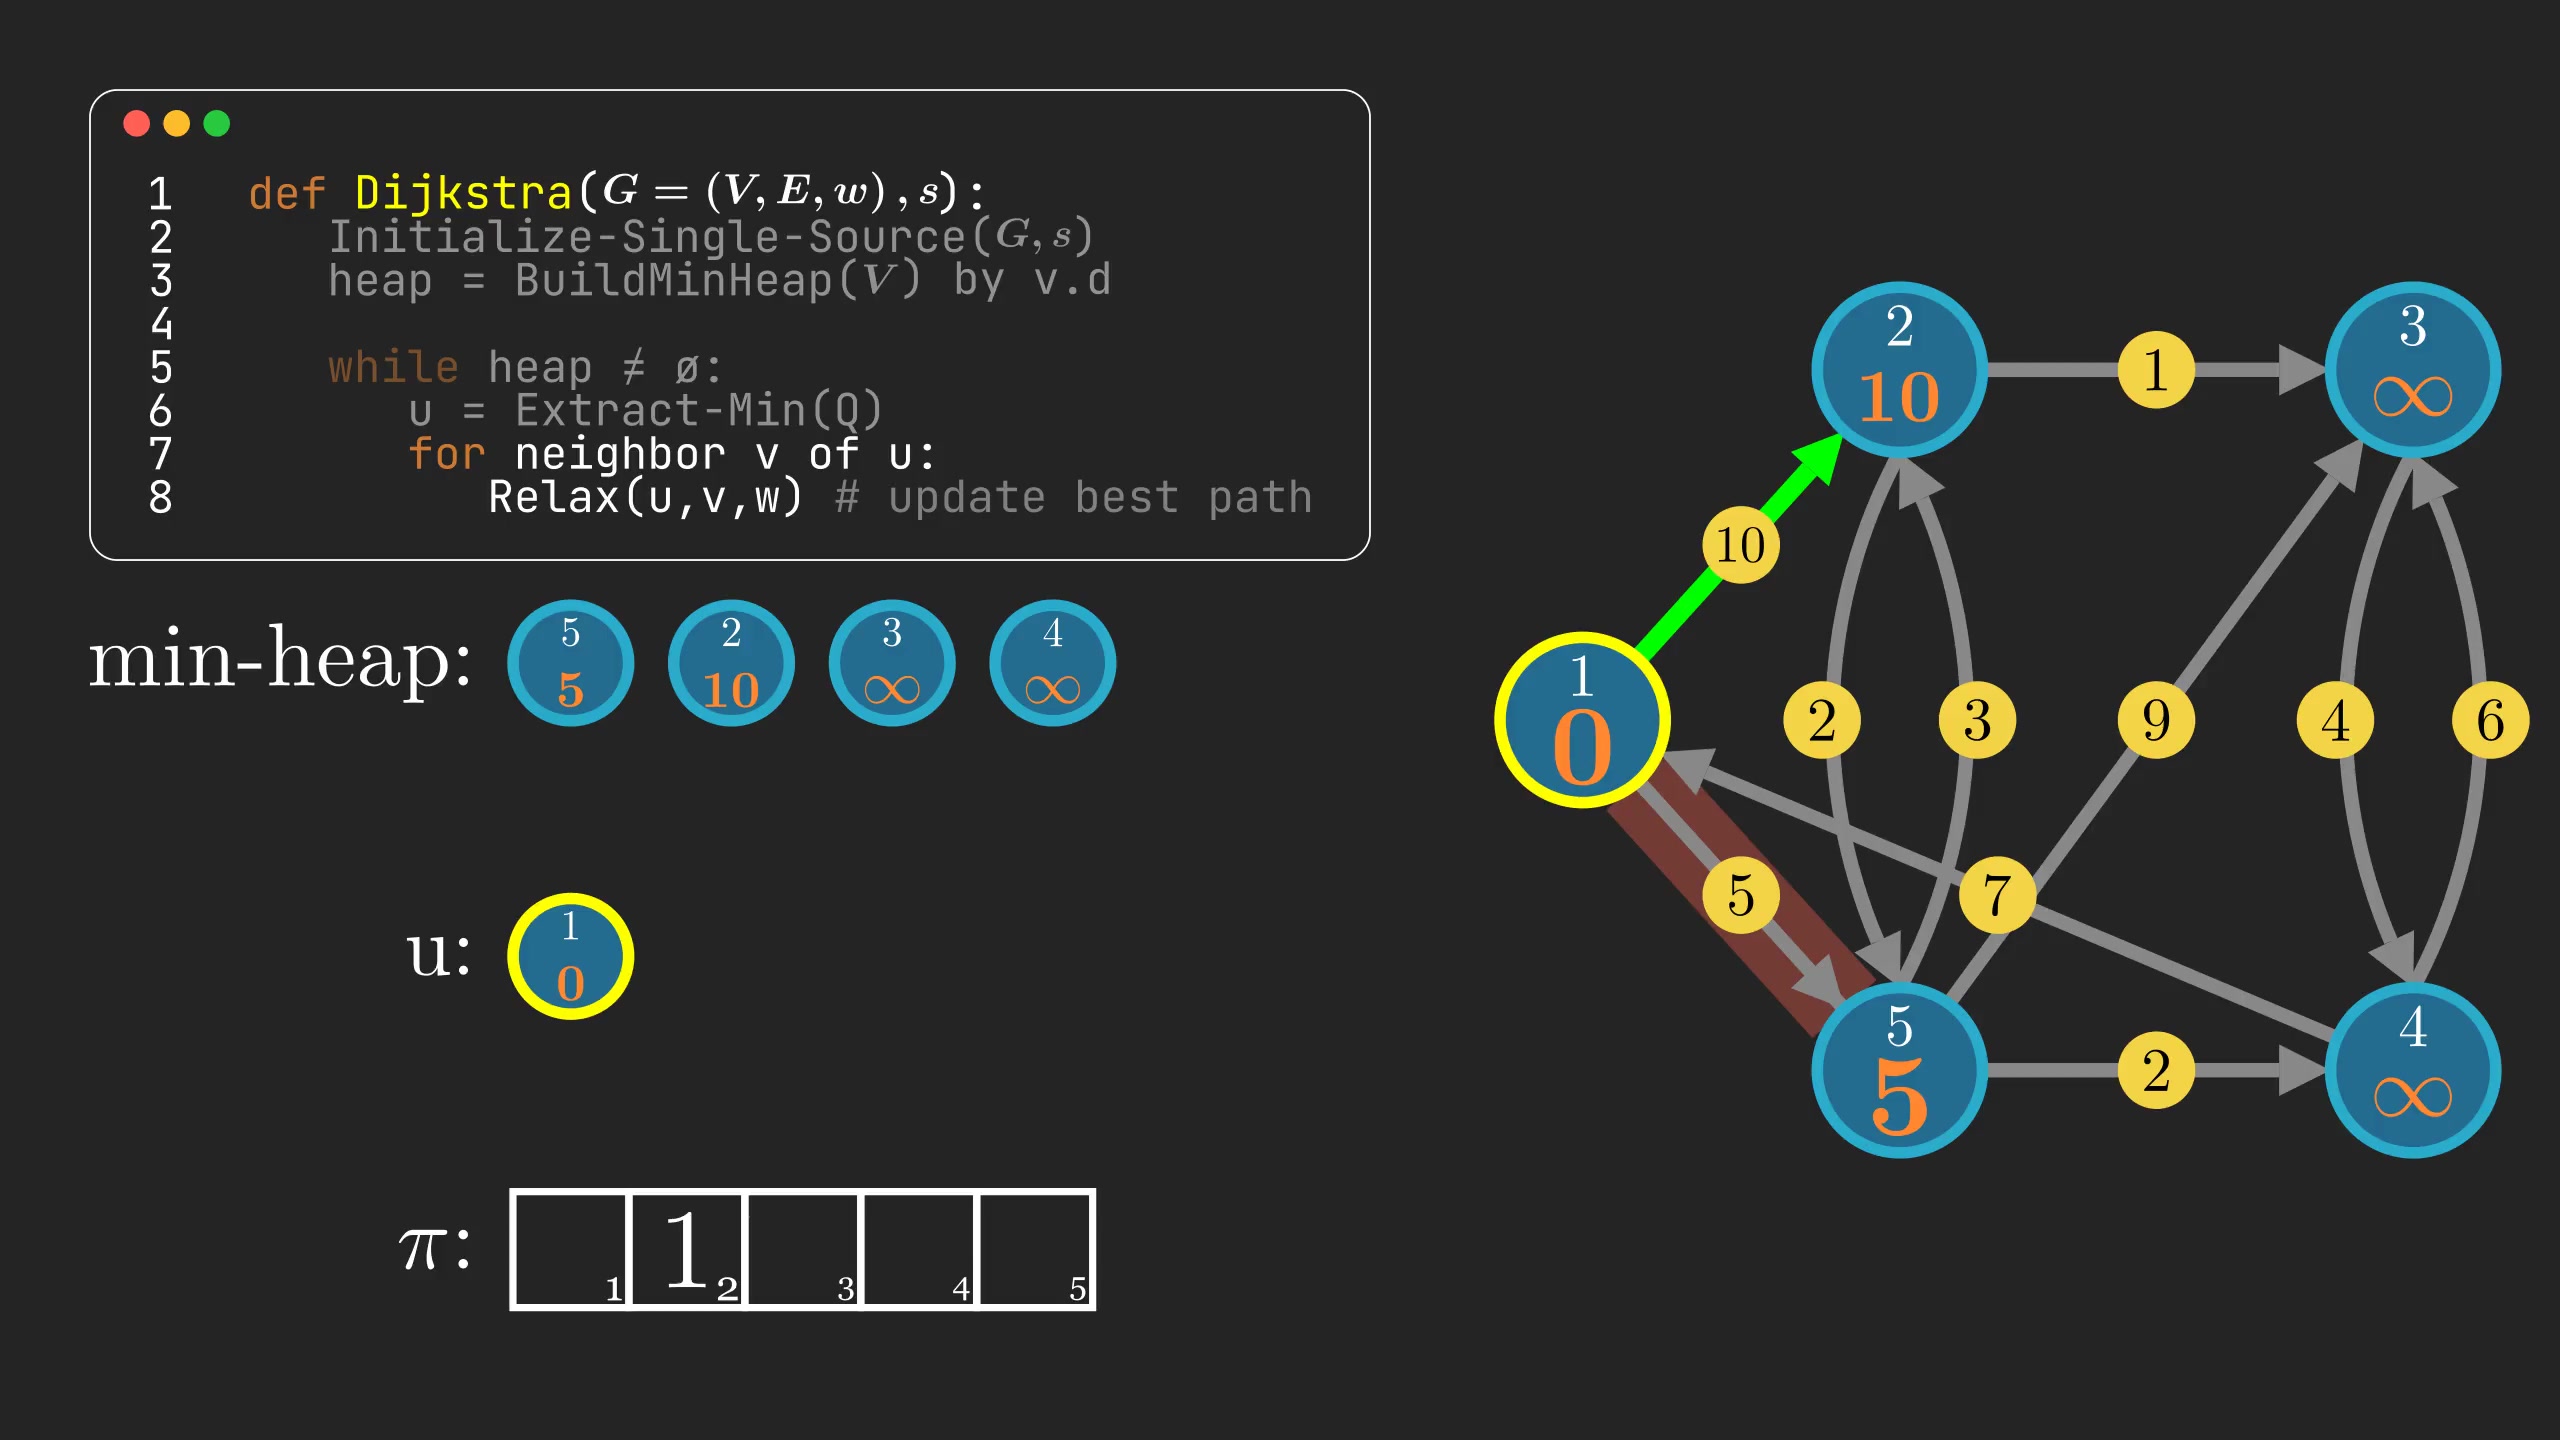 1 def Dijkstra(G = (V, E, w), s):
2 Initialize-Single-Source(G, s)
3 heap = BuildMinHeap(V) by v.d
4
5 while heap ≠ ø:
6 u = Extract-Min(Q)
7 for neighbor v of u:
8 Relax(u,v,w) # update best path
min-heap:
5 2 3 4
5 10 ∞ ∞
u:
1
0
π:
1
1 2 3 4 5
2 3
10 ∞
1
10
1
0
2 3 9 4 6
5 7
5 4
5 ∞
2